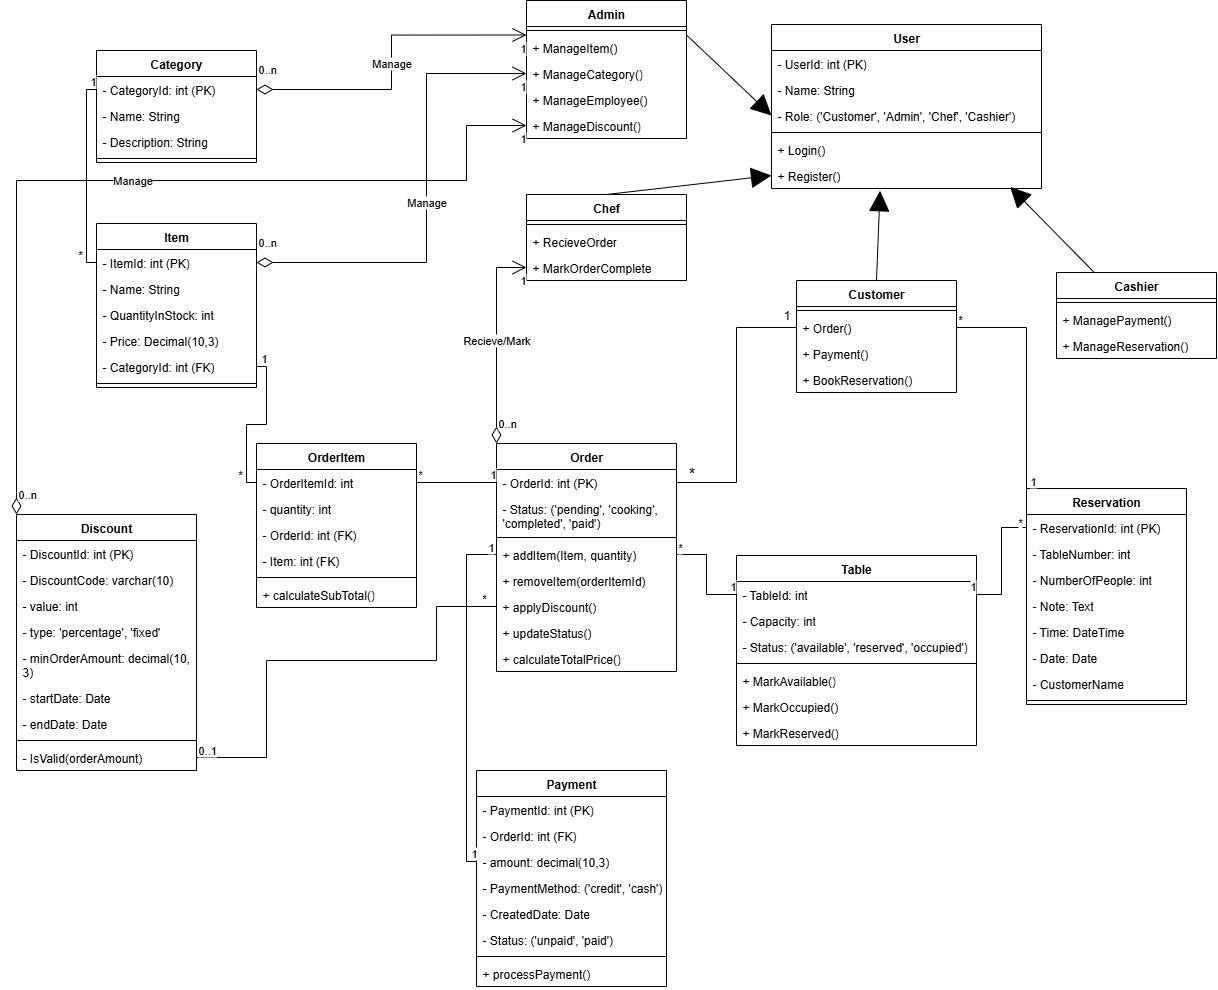 Admin
+ ManageItem()
+ ManageCategory()
+ ManageEmployee()
+ ManageDiscount()
1
1
1
User
- UserId: int (PK)
- Name: String
- Role: ('Customer', 'Admin', 'Chef', 'Cashier')
+ Login()
+ Register()
Category
- CategoryId: int (PK)
- Name: String
- Description: String
0..n
1
Manage
Manage
Manage
Chef
+ RecieveOrder
+ MarkOrderComplete
1
Item
- ItemId: int (PK)
- Name: String
- QuantityInStock: int
- Price: Decimal(10,3)
- CategoryId: int (FK)
0..n
*
1
Cashier
+ ManagePayment()
+ ManageReservation()
Customer
+ Order()
+ Payment()
+ BookReservation()
1
*
Recieve/Mark
0..n
OrderItem
- OrderItemId: int
- quantity: int
- OrderId: int (FK)
- Item: int (FK)
+ calculateSubTotal()
*
*
Order
- OrderId: int (PK)
- Status: ('pending', 'cooking',
'completed', 'paid')
+ addItem(Item, quantity)
+ removeItem(orderItemId)
+ applyDiscount()
+ updateStatus()
+ calculateTotalPrice()
1
*
1
*
*
Reservation
- ReservationId: int (PK)
- TableNumber: int
- NumberOfPeople: int
- Note: Text
- Time: DateTime
- Date: Date
- CustomerName
1
*
Discount
- DiscountId: int (PK)
- DiscountCode: varchar(10)
- value: int
- type: 'percentage', 'fixed'
- minOrderAmount: decimal(10,
3)
- startDate: Date
- endDate: Date
- IsValid(orderAmount)
0..n
0..1
Table
- TableId: int
- Capacity: int
- Status: ('available', 'reserved', 'occupied')
+ MarkAvailable()
+ MarkOccupied()
+ MarkReserved()
1
1
Payment
- PaymentId: int (PK)
- OrderId: int (FK)
- amount: decimal(10,3)
- PaymentMethod: ('credit', 'cash')
- CreatedDate: Date
- Status: ('unpaid', 'paid')
+ processPayment()
1